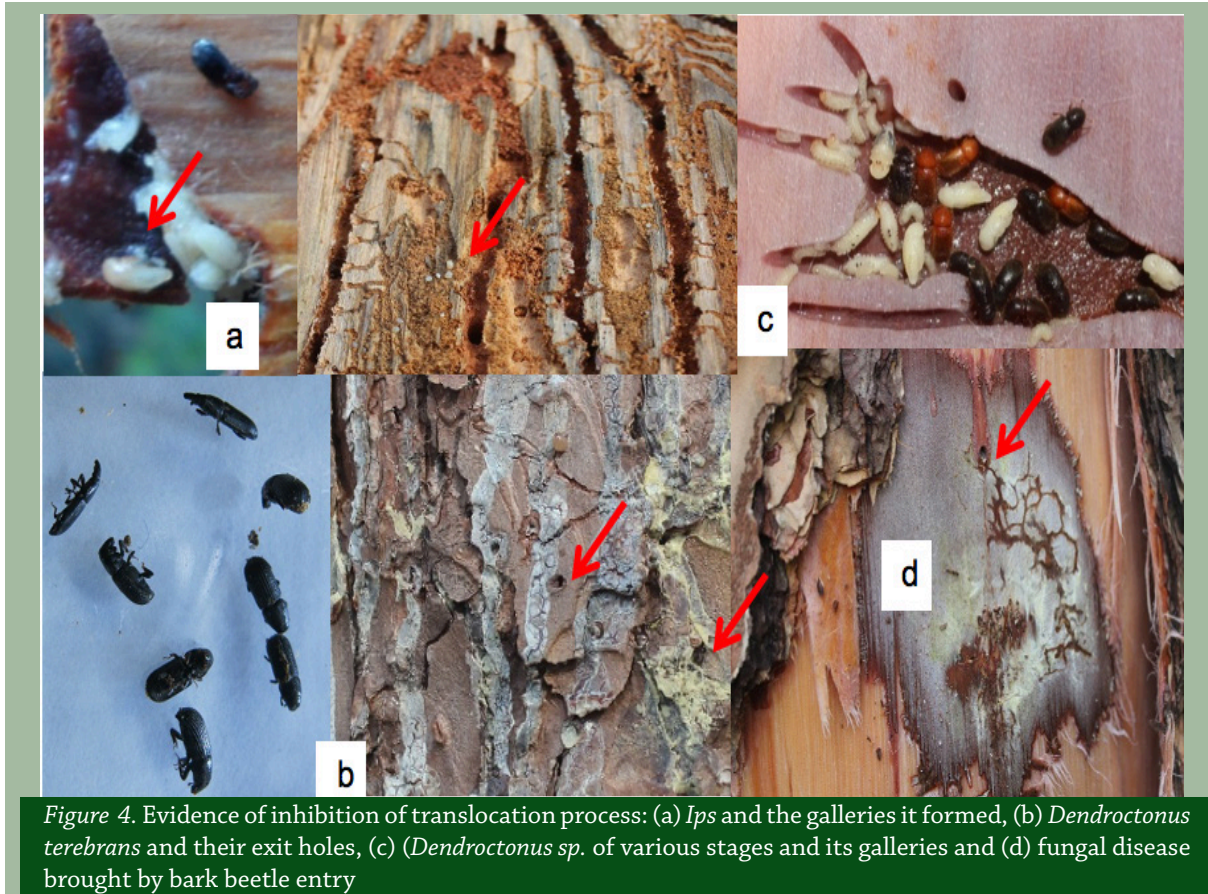 a
c
d
b
Figure 4. Evidence of inhibition of translocation process: (a) Ips and the galleries it formed, (b) Dendroctonus
terebrans and their exit holes, (c) (Dendroctonus sp. of various stages and its galleries and (d) fungal disease
brought by bark beetle entry